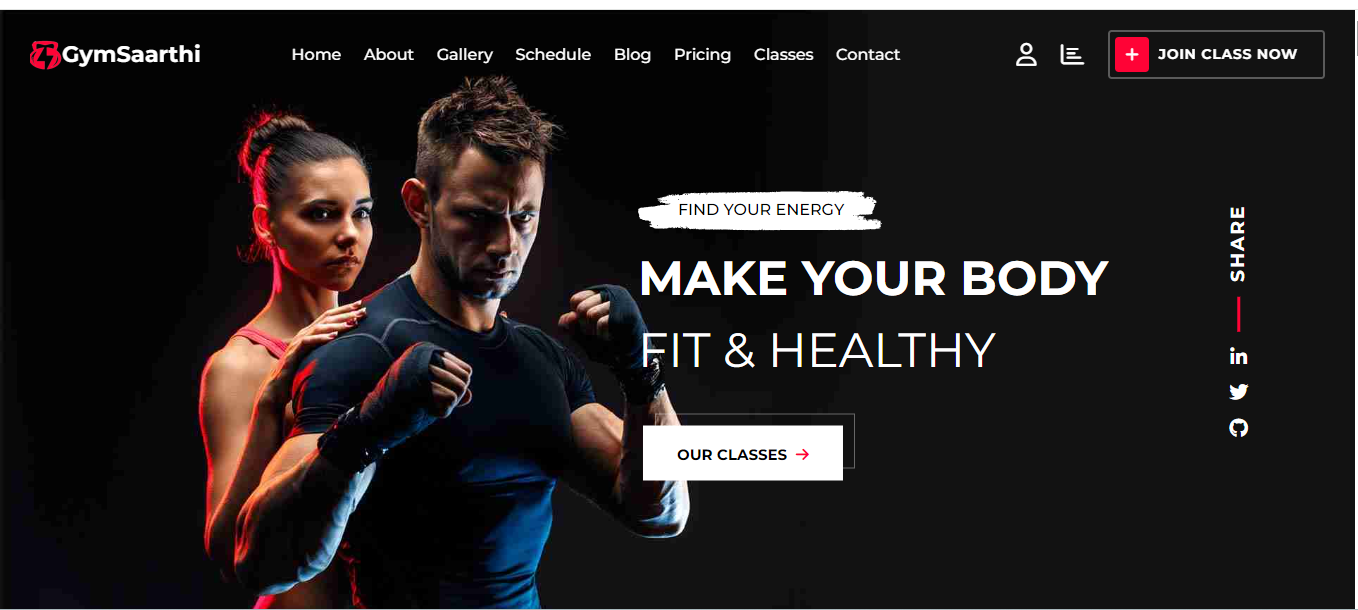 GymSaarthi
Home About Gallery Schedule Blog Pricing Classes Contact
JOIN CLASS NOW
FIND YOUR ENERGY
MAKE YOUR BODY
FIT & HEALTHY
OUR CLASSES
SHARE
in